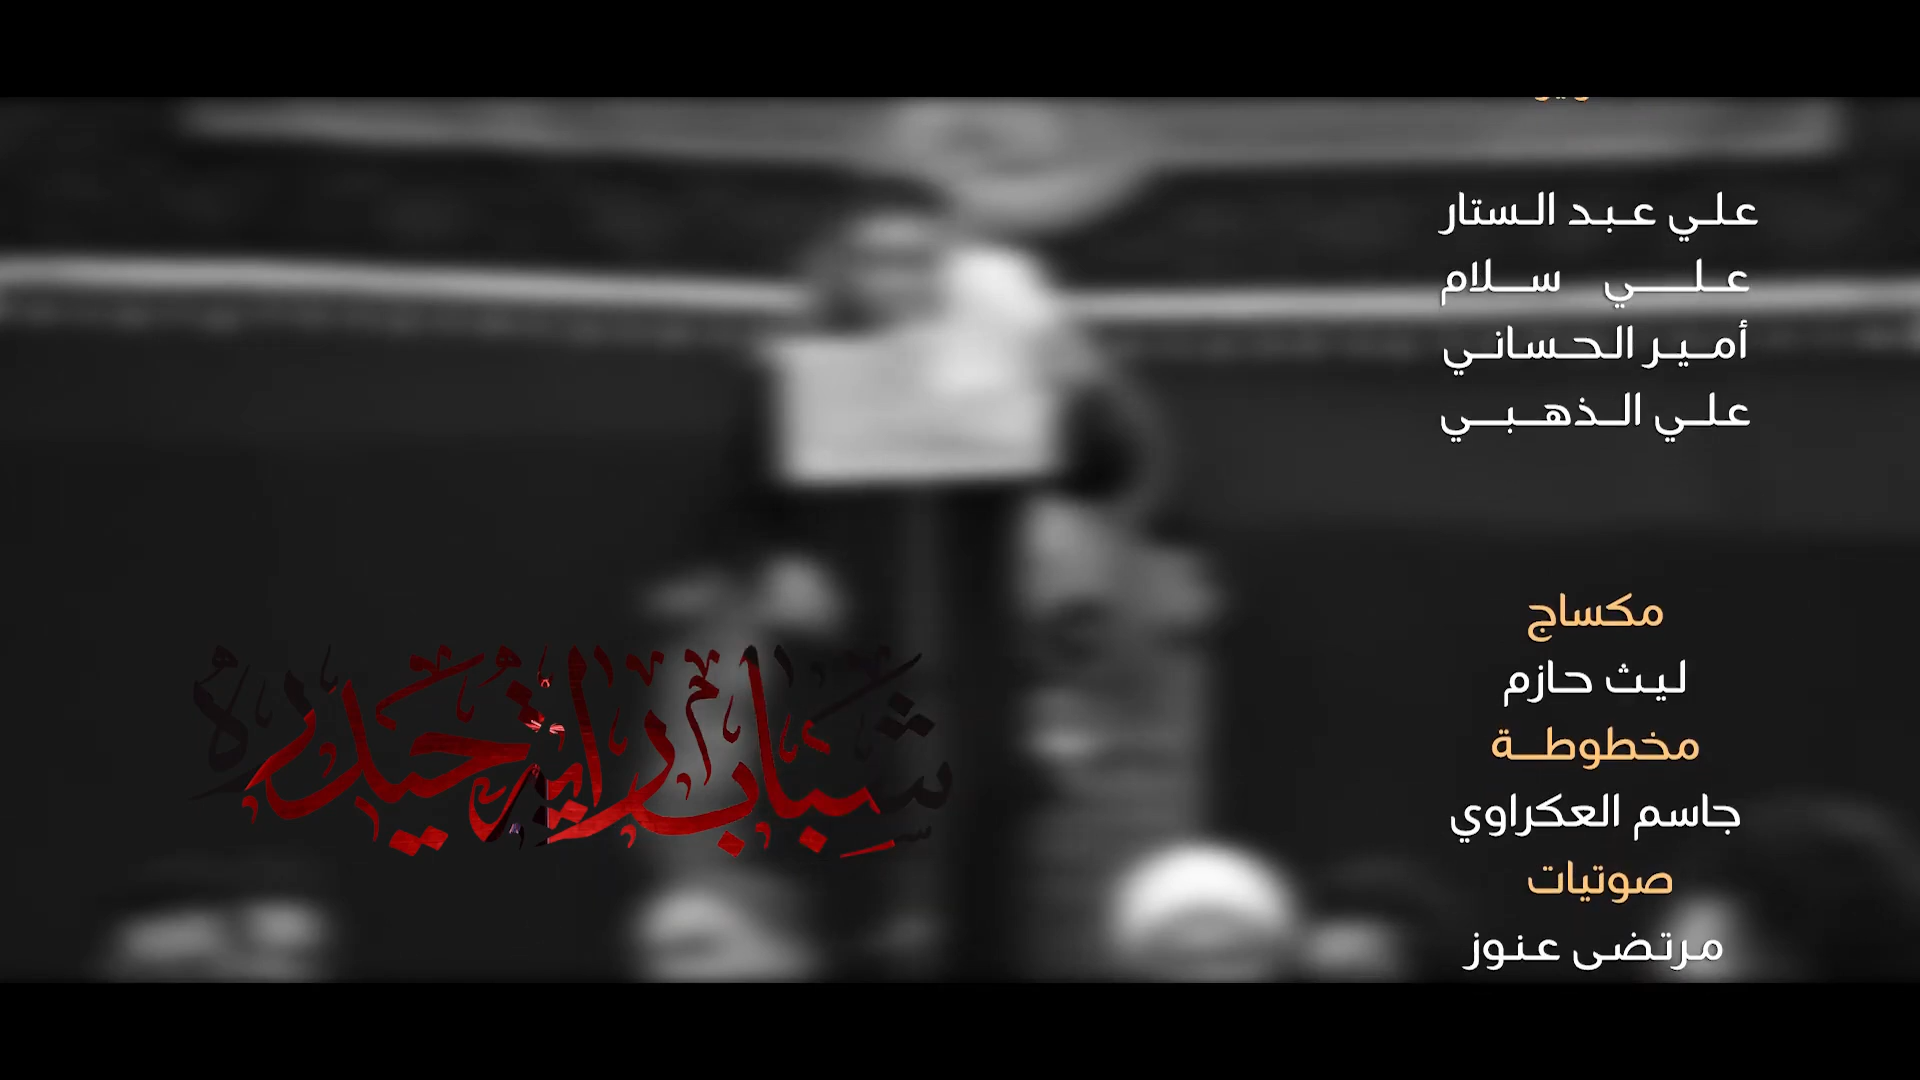 علي عبد الستار
علي سلام
أمير الحساني
علي الذهبي
مكساج
ليث حازم
مخطوطة
جاسم العكراوي
صوتيات
مرتضى عنوز
شباب راية حيدره